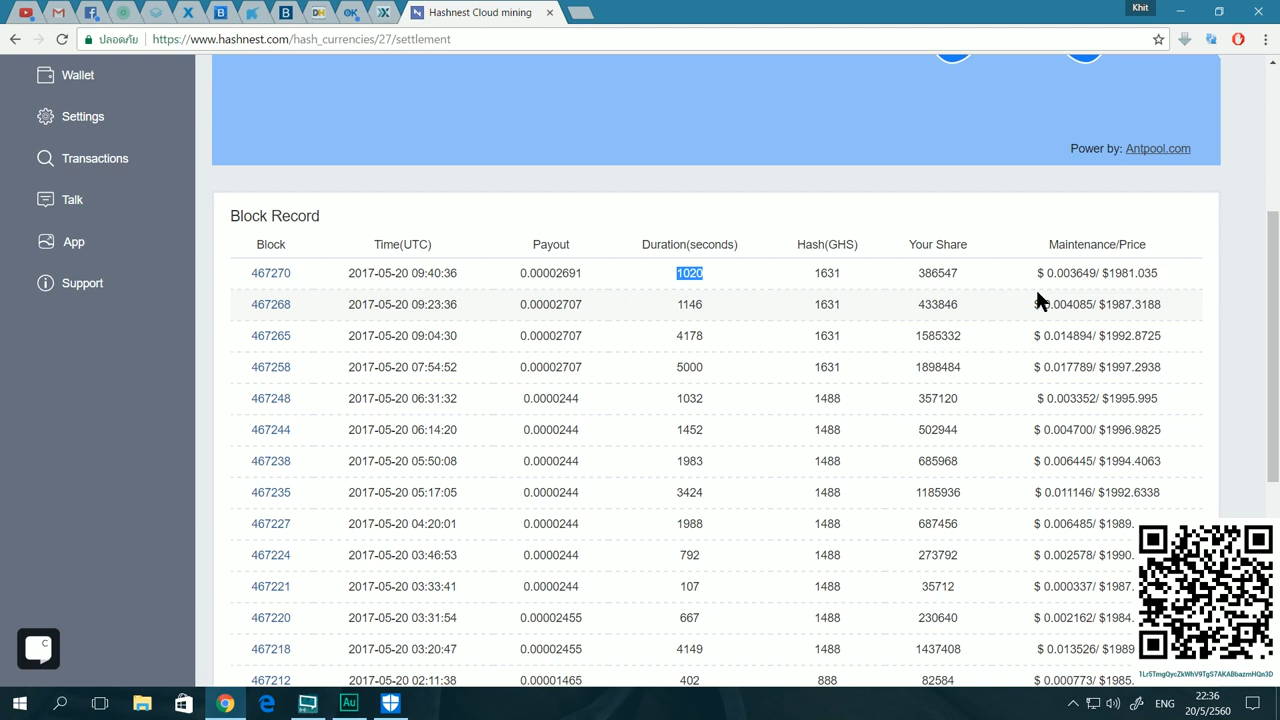 Hashnest Cloud mining
Khit
ปลอดภัย https://www.hashnest.com/hash_currencies/27/settlement
Wallet
Settings
Transactions
Talk
App
Support
Power by: Antpool.com
Block Record
Block Time(UTC) Payout Duration(seconds) Hash(GHS) Your Share Maintenance/Price
467270 2017-05-20 09:40:36 0.00002691 1020 1631 386547 $ 0.003649/ $1981.035
467268 2017-05-20 09:23:36 0.00002707 1146 1631 433846 $ 0.004085/ $1987.3188
467265 2017-05-20 09:04:30 0.00002707 4178 1631 1585332 $ 0.014894/ $1992.8725
467258 2017-05-20 07:54:52 0.00002707 5000 1631 1898484 $ 0.017789/ $1997.2938
467248 2017-05-20 06:31:32 0.0000244 1032 1488 357120 $ 0.003352/ $1995.995
467244 2017-05-20 06:14:20 0.0000244 1452 1488 502944 $ 0.004700/ $1996.9825
467238 2017-05-20 05:50:08 0.0000244 1983 1488 685968 $ 0.006445/ $1994.4063
467235 2017-05-20 05:17:05 0.0000244 3424 1488 1185936 $ 0.011146/ $1992.6338
467227 2017-05-20 04:20:01 0.0000244 1988 1488 687456 $ 0.006485/ $1989.
467224 2017-05-20 03:46:53 0.0000244 792 1488 273792 $ 0.002578/ $1990.
467221 2017-05-20 03:33:41 0.0000244 107 1488 35712 $ 0.000337/ $1987.
467220 2017-05-20 03:31:54 0.00002455 667 1488 230640 $ 0.002162/ $1984.
467218 2017-05-20 03:20:47 0.00002455 4149 1488 1437408 $ 0.013526/ $1989
467212 2017-05-20 02:11:38 0.00001465 402 888 82584 $ 0.000773/ $1985.
1Lr5TmgQycZkWhV9TgS7AKABbazmHQn3D
ENG
22:36
20/5/2560